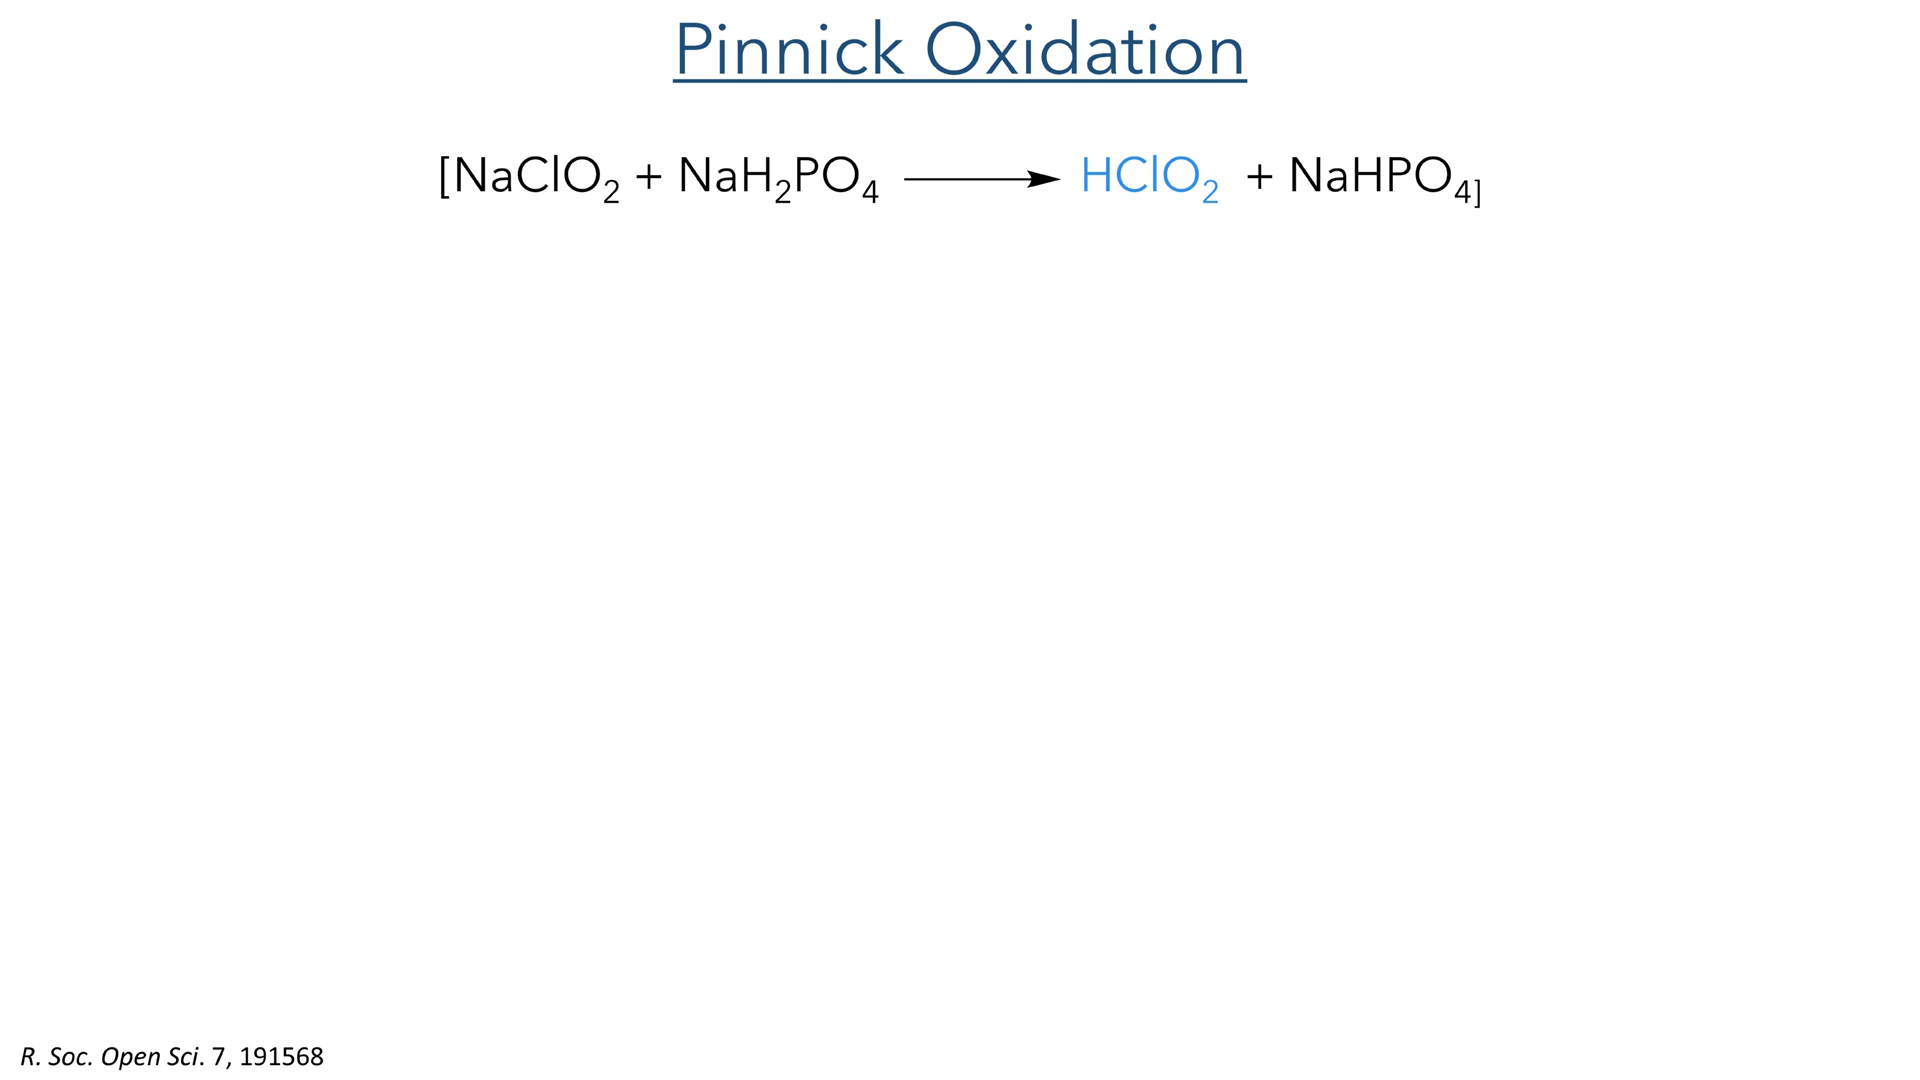 Pinnick Oxidation
[NaClO₂ + NaH₂PO₄ ⟶ HClO₂ + NaHPO₄]
R. Soc. Open Sci. 7, 191568